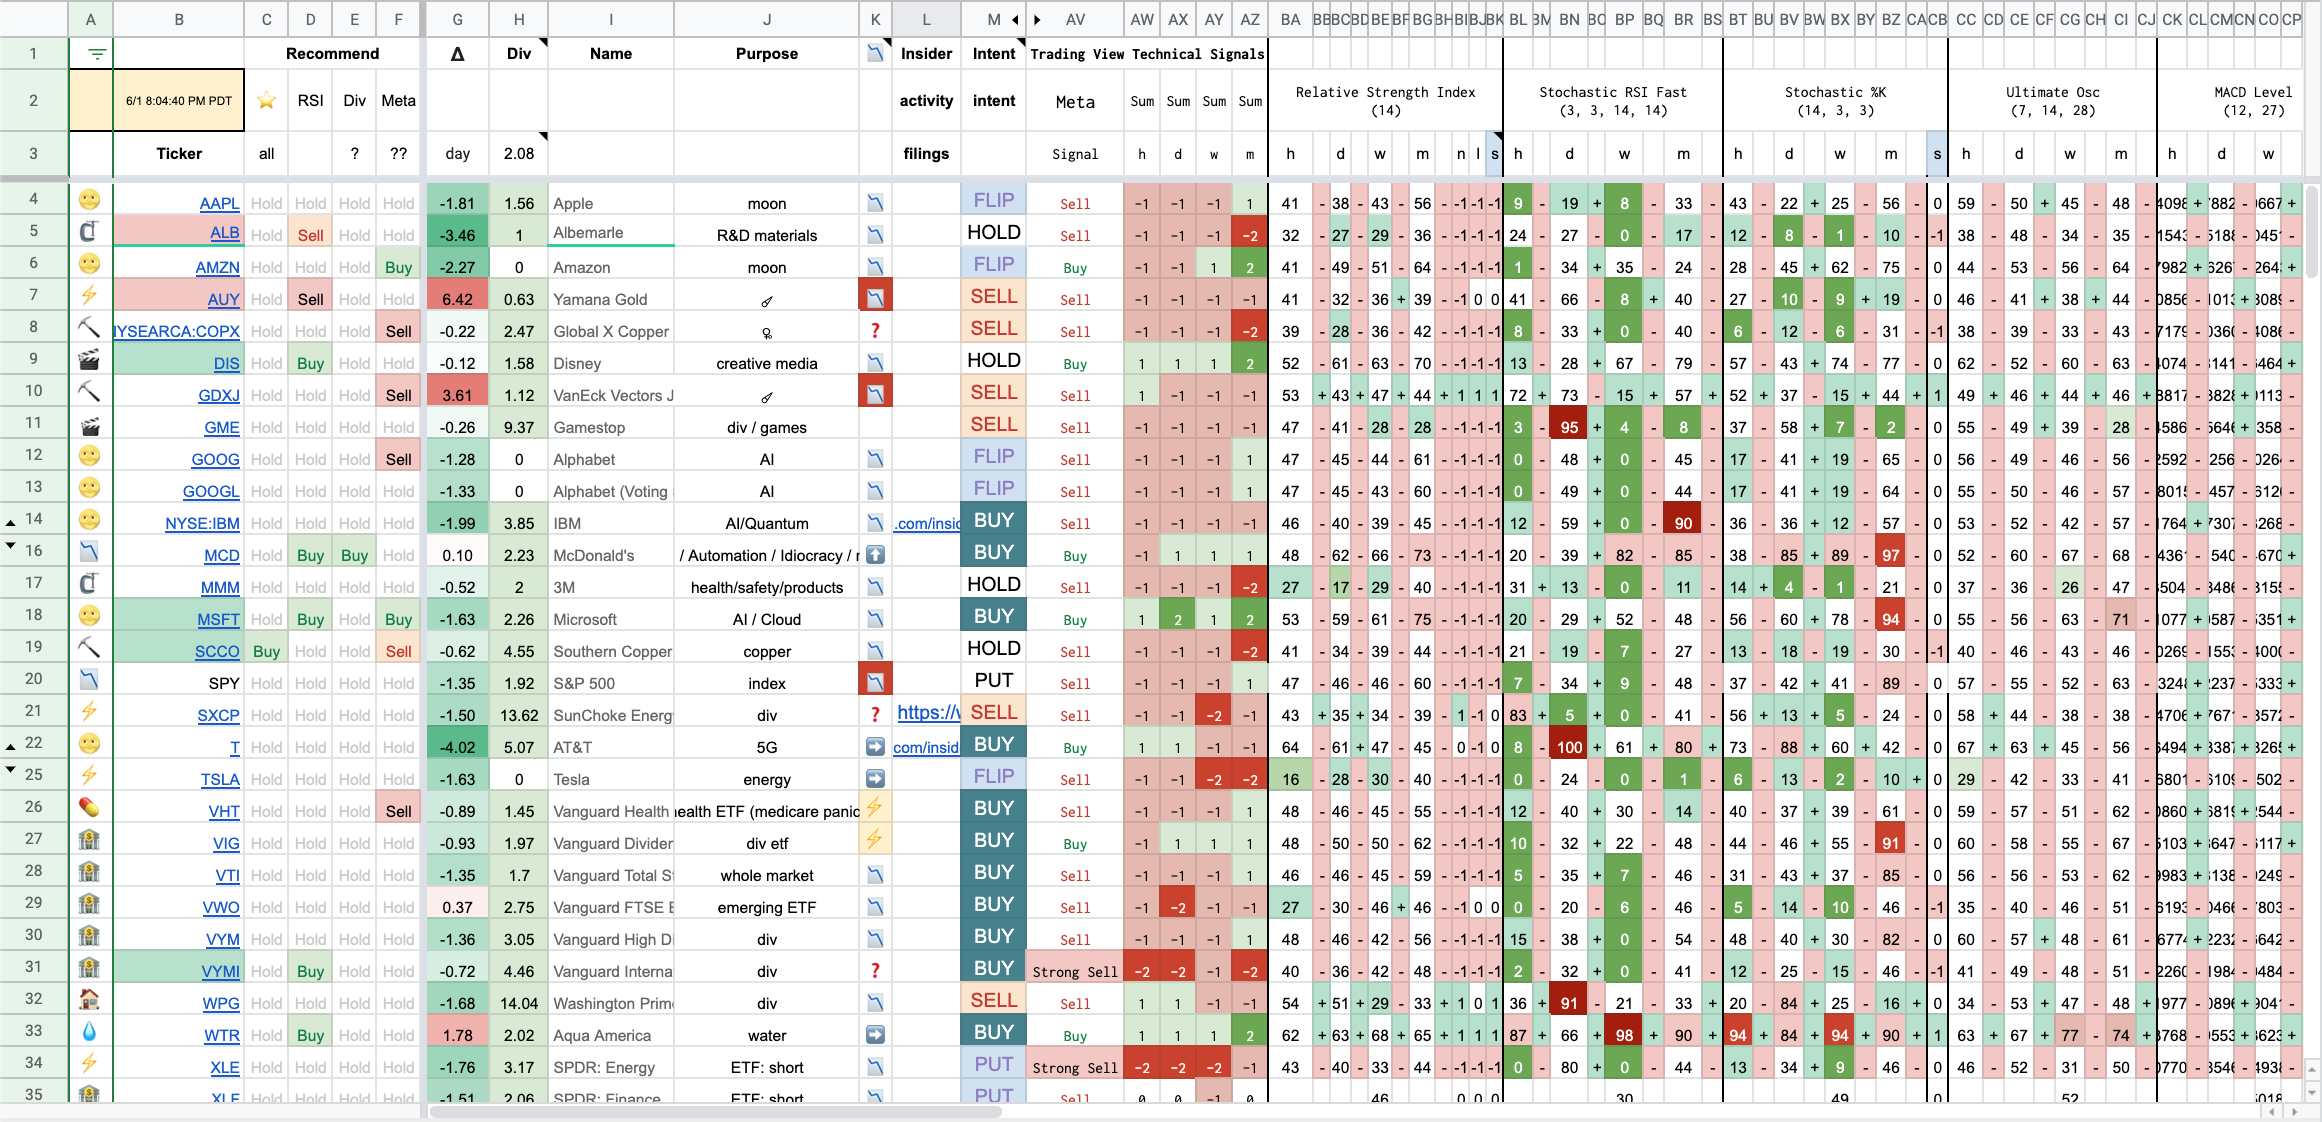 A B C D E F G H I J K L M AV AW AX AY AZ BA BB BC BD BE BF BG BH BI BJ BK BL BM BN BO BP BQ BR BS BT BU BV BW BX BY BZ CA CB CC CD CE CF CG CH CI CJ CK CL CM CN CO CP
1 Recommend Δ Div Name Purpose Insider Intent Trading View Technical Signals
2 6/1 8:04:40 PM PDT RSI Div Meta activity intent Meta Sum Sum Sum Sum Relative Strength Index (14) Stochastic RSI Fast (3, 3, 14, 14) Stochastic %K (14, 3, 3) Ultimate Osc (7, 14, 28) MACD Level (12, 27)
3 Ticker all ? ?? day 2.08 filings Signal h d w m h d w m n l s h d w m h d w m s h d w m h d w
4 AAPL Hold Hold Hold Hold -1.81 1.56 Apple moon FLIP Sell -1 -1 -1 1 41 - 38 - 43 - 56 - -1 -1 -1 9 - 19 + 8 - 33 - 43 - 22 + 25 - 56 - 0 59 - 50 + 45 - 48 -
5 ALB Hold Sell Hold Hold -3.46 1 Albemarle R&D materials HOLD Sell -1 -1 -1 -2 32 - 27 - 29 - 36 - -1 -1 -1 24 - 27 - 0 - 17 - 12 - 8 - 1 - 10 - -1 38 - 48 - 34 - 35 -
6 AMZN Hold Hold Hold Buy -2.27 0 Amazon moon FLIP Buy -1 -1 1 2 41 - 49 - 51 - 64 - -1 -1 -1 1 - 34 + 35 - 24 - 28 - 45 + 62 - 75 - 0 44 - 53 - 56 - 64 -
7 AUY Hold Sell Hold Hold 6.42 0.63 Yamana Gold ☄ SELL Sell -1 -1 -1 -1 41 - 32 - 36 + 39 - -1 0 0 41 - 66 - 8 + 40 - 27 - 10 - 9 + 19 - 0 46 - 41 + 38 + 44 -
8 NYSEARCA:COPX Hold Hold Hold Sell -0.22 2.47 Global X Copper ♀ SELL Sell -1 -1 -1 -2 39 - 28 - 36 - 42 - -1 -1 -1 8 - 33 + 0 - 40 - 6 - 12 - 6 - 31 - -1 38 - 39 - 33 - 43 -
9 DIS Hold Buy Hold Hold -0.12 1.58 Disney creative media HOLD Buy 1 1 1 2 52 - 61 - 63 - 70 - -1 -1 -1 13 - 28 + 67 - 79 - 57 - 43 + 74 - 77 - 0 62 - 52 - 60 - 63 -
10 GDXJ Hold Hold Hold Sell 3.61 1.12 VanEck Vectors J ☄ SELL Sell 1 -1 -1 -1 53 + 43 + 47 + 44 + 1 1 1 72 + 73 - 15 + 57 + 52 + 37 - 15 + 44 + 1 49 + 46 + 44 + 46 +
11 GME Hold Hold Hold Hold -0.26 9.37 Gamestop div / games SELL Sell -1 -1 -1 -1 47 - 41 - 28 - 28 - -1 -1 -1 3 - 95 + 4 - 8 - 37 - 58 + 7 - 2 - 0 55 - 49 + 39 - 28 -
12 GOOG Hold Hold Hold Sell -1.28 0 Alphabet AI FLIP Sell -1 -1 -1 1 47 - 45 - 44 - 61 - -1 -1 -1 0 - 48 + 0 - 45 - 17 - 41 + 19 - 65 - 0 56 - 49 - 46 - 56 -
13 GOOGL Hold Hold Hold Hold -1.33 0 Alphabet (Voting AI FLIP Sell -1 -1 -1 1 47 - 45 - 43 - 60 - -1 -1 -1 0 - 49 + 0 - 44 - 17 - 41 + 19 - 64 - 0 55 - 50 - 46 - 57 -
14 NYSE:IBM Hold Hold Hold Hold -1.99 3.85 IBM AI/Quantum .com/insid BUY Sell -1 -1 -1 -1 46 - 40 - 39 - 45 - -1 -1 -1 12 - 59 + 0 - 90 - 36 - 36 + 12 - 57 - 0 53 - 52 - 42 - 57 -
16 MCD Hold Buy Buy Hold 0.10 2.23 McDonald's / Automation / Idiocracy / BUY Buy -1 1 1 1 48 - 62 - 66 - 73 - -1 -1 -1 20 - 39 + 82 - 85 - 38 - 85 + 89 - 97 - 0 52 - 60 - 67 - 68 -
17 MMM Hold Hold Hold Hold -0.52 2 3M health/safety/products HOLD Sell -1 -1 -1 -2 27 - 17 - 29 - 40 - -1 -1 -1 31 + 13 - 0 - 11 - 14 + 4 - 1 - 21 - 0 37 - 36 - 26 - 47 -
18 MSFT Hold Buy Hold Buy -1.63 2.26 Microsoft AI / Cloud BUY Buy 1 2 1 2 53 - 59 - 61 - 75 - -1 -1 -1 20 - 29 + 52 - 48 - 56 - 60 + 78 - 94 - 0 55 - 56 - 63 - 71 -
19 SCCO Buy Hold Hold Sell -0.62 4.55 Southern Copper copper HOLD Sell -1 -1 -1 -2 41 - 34 - 39 - 44 - -1 -1 -1 21 - 19 - 7 - 27 - 13 - 18 - 19 - 30 - -1 40 - 46 - 43 - 46 -
20 SPY Hold Hold Hold Hold -1.35 1.92 S&P 500 index PUT Sell -1 -1 -1 1 47 - 46 - 46 - 60 - -1 -1 -1 7 - 34 + 9 - 48 - 37 - 42 + 41 - 89 - 0 57 - 55 - 52 - 63 -
21 SXCP Hold Hold Hold Hold -1.50 13.62 SunChoke Energy div https:// SELL Sell -1 -1 -2 -1 43 + 35 + 34 - 39 - 1 -1 0 83 + 5 + 0 - 41 - 56 + 13 + 5 - 24 - 0 58 + 44 - 38 - 38 -
22 T Hold Hold Hold Hold -4.02 5.07 AT&T 5G com/insid BUY Buy 1 1 -1 -1 64 - 61 + 47 - 45 - 0 -1 0 8 - 100 + 61 + 80 + 73 - 88 + 60 + 42 - 0 67 + 63 + 45 - 56 -
25 TSLA Hold Hold Hold Hold -1.63 0 Tesla energy FLIP Sell -1 -1 -2 -2 16 - 28 - 30 - 40 - -1 -1 -1 0 - 24 - 0 - 1 - 6 - 13 - 2 - 10 + 0 29 - 42 - 33 - 41 -
26 VHT Hold Hold Hold Sell -0.89 1.45 Vanguard Health health ETF (medicare panic BUY Sell -1 -1 -1 1 48 - 46 - 45 - 55 - -1 -1 -1 12 - 40 + 30 - 14 - 40 - 37 + 39 - 61 - 0 59 - 57 - 51 - 62 -
27 VIG Hold Hold Hold Hold -0.93 1.97 Vanguard Dividen div etf BUY Buy -1 1 1 1 48 - 50 - 50 - 62 - -1 -1 -1 10 - 32 + 22 - 48 - 44 - 46 + 55 - 91 - 0 60 - 58 - 55 - 67 -
28 VTI Hold Hold Hold Hold -1.35 1.7 Vanguard Total St whole market BUY Sell -1 -1 -1 1 46 - 46 - 45 - 59 - -1 -1 -1 5 - 35 + 7 - 46 - 31 - 43 + 37 - 85 - 0 56 - 56 - 53 - 62 -
29 VWO Hold Hold Hold Hold 0.37 2.75 Vanguard FTSE E emerging ETF BUY Sell -1 -2 -1 -1 27 - 30 - 46 + 46 - -1 0 0 0 - 20 - 6 - 46 - 5 - 14 - 10 - 46 - -1 35 - 40 - 46 - 51 -
30 VYM Hold Hold Hold Hold -1.36 3.05 Vanguard High Di div BUY Sell -1 -1 -1 1 48 - 46 - 42 - 56 - -1 -1 -1 15 - 38 + 0 - 54 - 48 - 40 + 30 - 82 - 0 60 - 57 + 48 - 61 -
31 VYMI Hold Buy Hold Hold -0.72 4.46 Vanguard Interna div BUY Strong Sell -2 -2 -1 -2 40 - 36 - 42 - 48 - -1 -1 -1 2 - 32 + 0 - 41 - 12 - 25 - 15 - 46 - -1 41 - 49 - 48 - 51 -
32 WPG Hold Hold Hold Hold -1.68 14.04 Washington Prim div SELL Sell 1 1 -1 -1 54 + 51 + 29 - 33 + 1 0 1 36 + 91 - 21 - 33 + 20 - 84 + 25 - 16 + 0 34 - 53 + 47 - 48 +
33 WTR Hold Buy Hold Hold 1.78 2.02 Aqua America water BUY Buy 1 1 1 2 62 + 63 + 68 + 65 + 1 1 1 87 + 66 + 98 + 90 + 94 + 84 + 94 + 90 + 1 63 + 67 + 77 - 74 +
34 XLE Hold Hold Hold Hold -1.76 3.17 SPDR: Energy ETF: short PUT Strong Sell -2 -2 -2 -1 43 - 40 - 33 - 44 - -1 -1 -1 0 - 80 + 0 - 44 - 13 - 34 + 9 - 46 - 0 46 - 52 - 31 - 50 -
35 XLF Hold Hold Hold Hold -1.51 2.06 SPDR: Finance ETF: short PUT Sell 0 0 -1 0 46 0 0 0 30 49 0 52